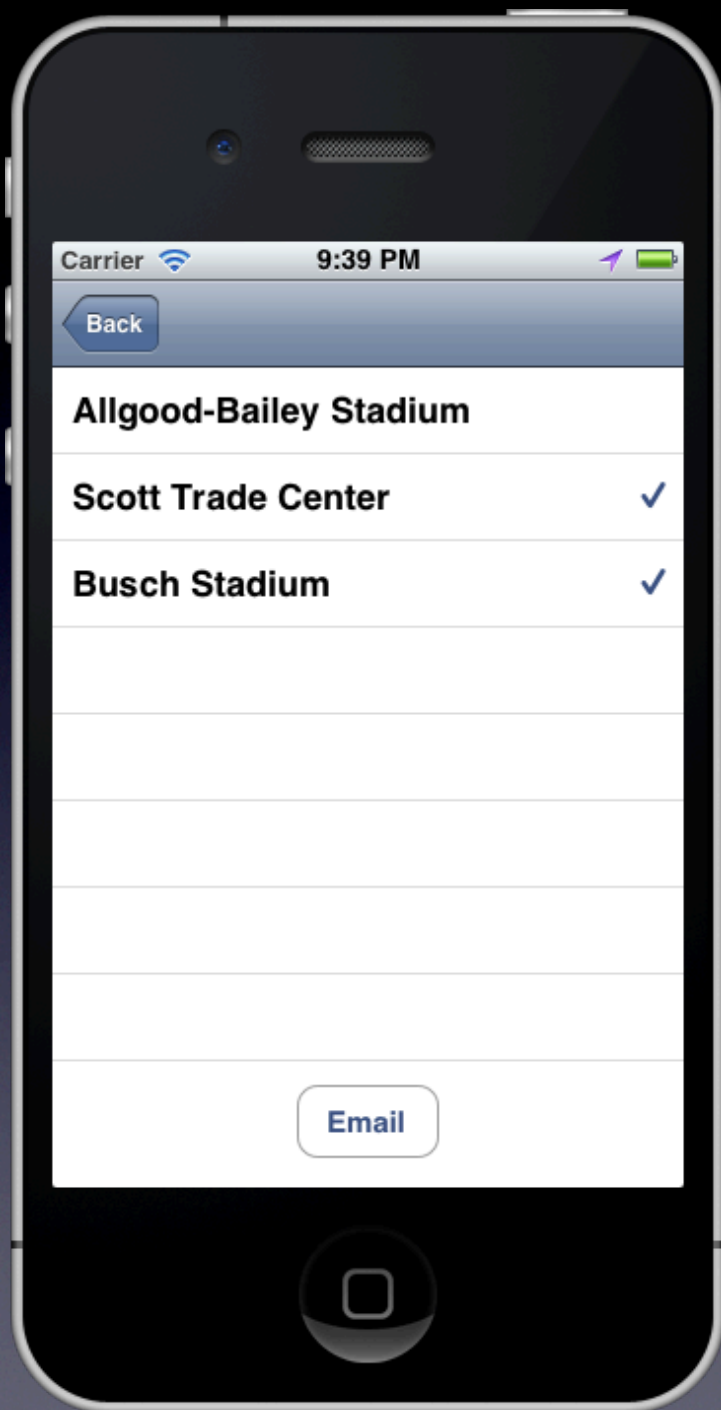 Carrier 9:39 PM
Back
Allgood-Bailey Stadium
Scott Trade Center
Busch Stadium
Email